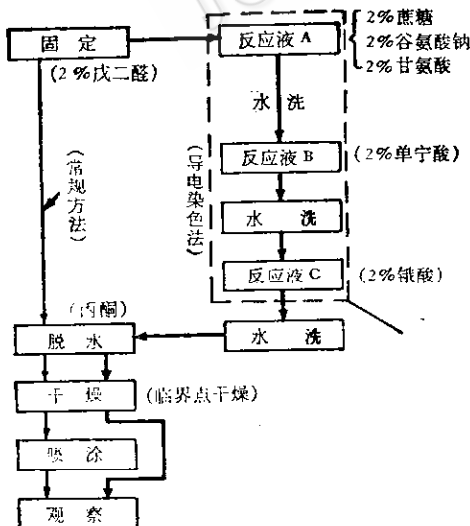 固定
反应液 A
2%蔗糖
2%谷氨酸钠
2%甘氨酸
(2%戊二醛)
水洗
反应液 B
(2%单宁酸)
(常规方法)
(导电染色法)
水洗
反应液 C
(2%锇酸)
(丙酮)
脱水
水洗
干燥
(临界点干燥)
喷涂
观察